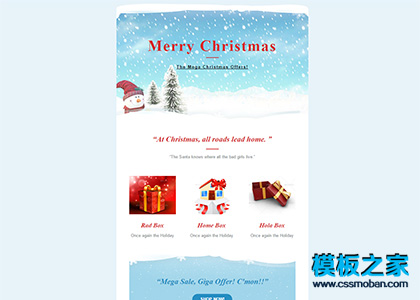 Merry Christmas
The Mega Christmas Offers!
“At Christmas, all roads lead home. ”
"The Santa knows where all the bad girls live."
Red Box
Home Box
Hola Box
Once again the Holiday
Once again the Holiday
Once again the Holiday
“Mega Sale, Giga Offer! C'mon!!”
SHOP MORE
模板之家
www.cssmoban.com